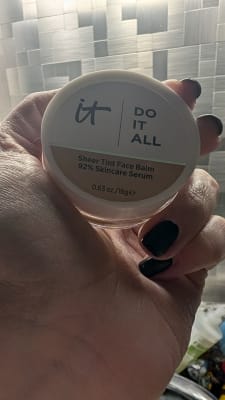 it
DO
IT
ALL
Sheer Tint Face Balm
92% Skincare Serum
0.63 oz./18g e